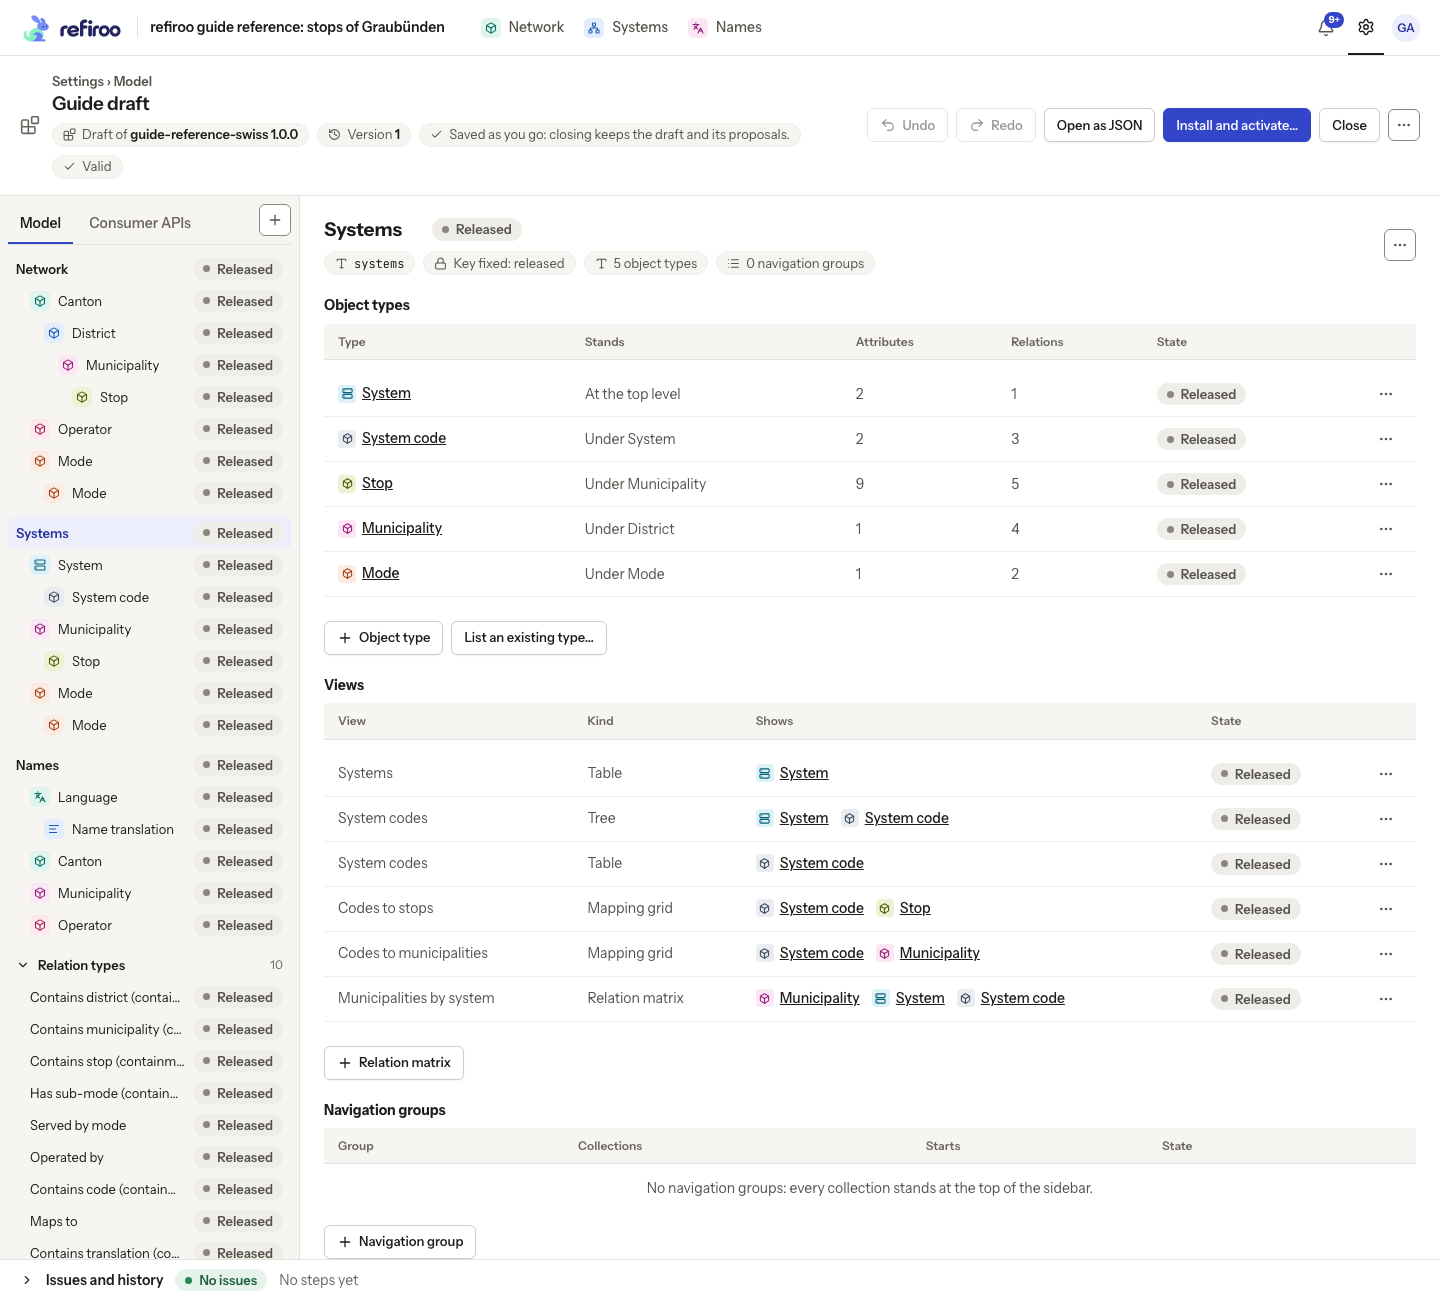 refiroo
refiroo guide reference: stops of Graubünden
Network
Systems
Names
9+
GA
Settings › Model
Guide draft
Draft of guide-reference-swiss 1.0.0
Version 1
Saved as you go: closing keeps the draft and its proposals.
Valid
Undo
Redo
Open as JSON
Install and activate...
Close
Model
Consumer APIs
Network Released
Canton Released
District Released
Municipality Released
Stop Released
Operator Released
Mode Released
Mode Released
Systems Released
System Released
System code Released
Municipality Released
Stop Released
Mode Released
Mode Released
Names Released
Language Released
Name translation Released
Canton Released
Municipality Released
Operator Released
Relation types 10
Contains district (contai... Released
Contains municipality (c... Released
Contains stop (containm... Released
Has sub-mode (contain... Released
Served by mode Released
Operated by Released
Contains code (contain... Released
Maps to Released
Contains translation (co... Released
Systems Released
systems
Key fixed: released
5 object types
0 navigation groups
Object types
Type Stands Attributes Relations State
System At the top level 2 1 Released
System code Under System 2 3 Released
Stop Under Municipality 9 5 Released
Municipality Under District 1 4 Released
Mode Under Mode 1 2 Released
Object type
List an existing type...
Views
View Kind Shows State
Systems Table System Released
System codes Tree System System code Released
System codes Table System code Released
Codes to stops Mapping grid System code Stop Released
Codes to municipalities Mapping grid System code Municipality Released
Municipalities by system Relation matrix Municipality System System code Released
Relation matrix
Navigation groups
Group Collections Starts State
No navigation groups: every collection stands at the top of the sidebar.
Navigation group
Issues and history
No issues
No steps yet